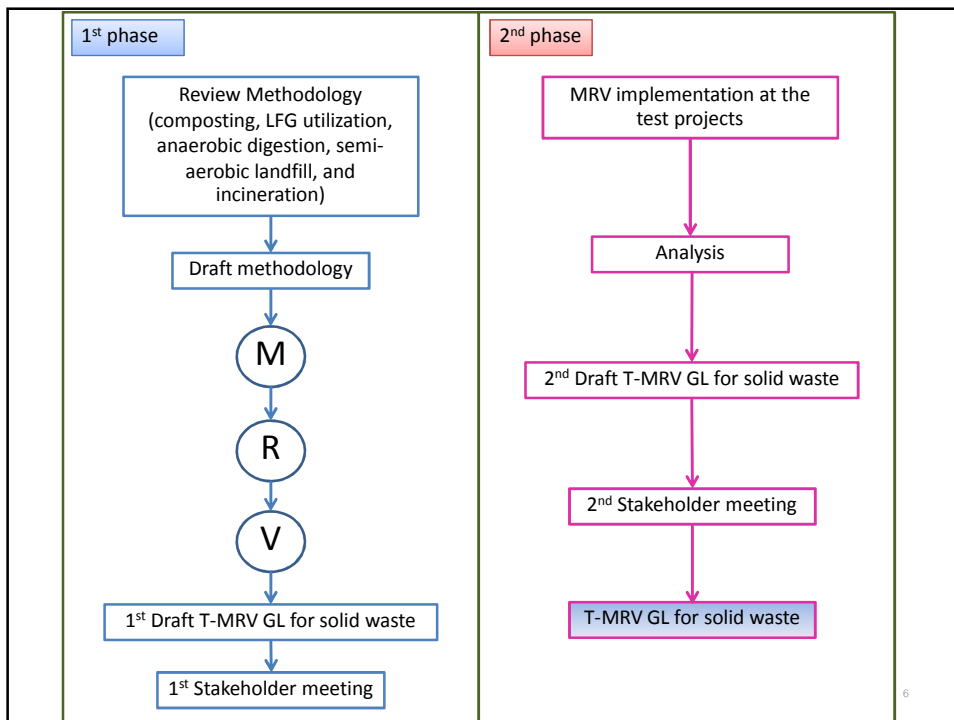 1st phase
Review Methodology
(composting, LFG utilization,
anaerobic digestion, semi-
aerobic landfill, and
incineration)
Draft methodology
M
R
V
1st Draft T-MRV GL for solid waste
1st Stakeholder meeting
2nd phase
MRV implementation at the
test projects
Analysis
2nd Draft T-MRV GL for solid waste
2nd Stakeholder meeting
T-MRV GL for solid waste
6